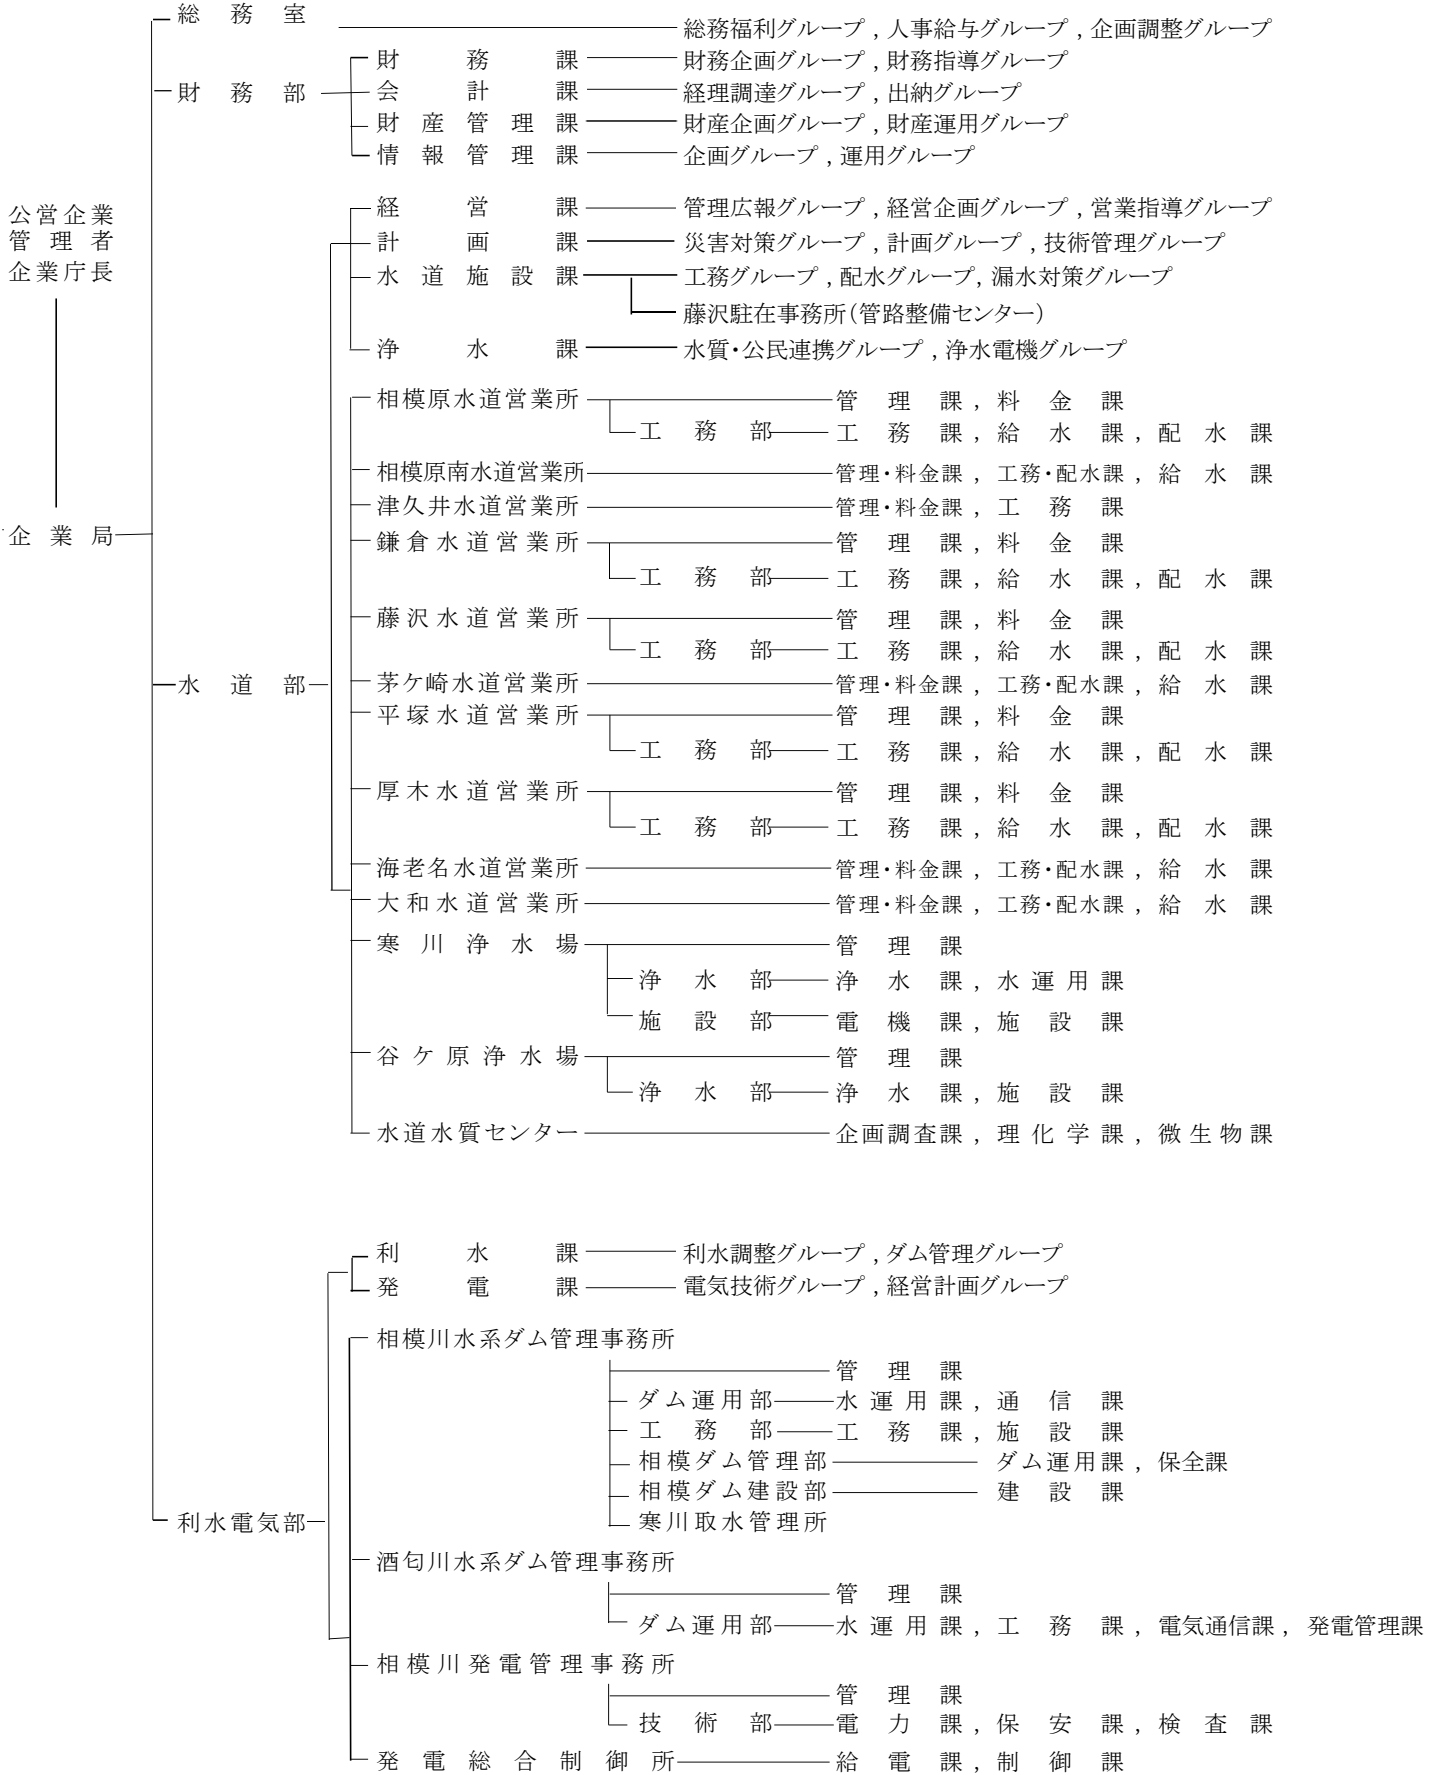 総務室
総務福利グループ , 人事給与グループ , 企画調整グループ
財務課 財務企画グループ , 財務指導グループ
財務部 会計課 経理調達グループ , 出納グループ
財産管理課 財産企画グループ , 財産運用グループ
情報管理課 企画グループ , 運用グループ
公営企業
管理者
企業庁長
経営課 管理広報グループ , 経営企画グループ , 営業指導グループ
計画課 災害対策グループ , 計画グループ , 技術管理グループ
水道施設課 工務グループ , 配水グループ, 漏水対策グループ
藤沢駐在事務所(管路整備センター)
浄水課 水質・公民連携グループ , 浄水電機グループ
相模原水道営業所 管理課 , 料金課
工務部 工務課 , 給水課 , 配水課
相模原南水道営業所 管理・料金課 , 工務・配水課 , 給水課
津久井水道営業所 管理・料金課 , 工務課
企業局
鎌倉水道営業所 管理課 , 料金課
工務部 工務課 , 給水課 , 配水課
藤沢水道営業所 管理課 , 料金課
工務部 工務課 , 給水課 , 配水課
水道部 茅ケ崎水道営業所 管理・料金課 , 工務・配水課 , 給水課
平塚水道営業所 管理課 , 料金課
工務部 工務課 , 給水課 , 配水課
厚木水道営業所 管理課 , 料金課
工務部 工務課 , 給水課 , 配水課
海老名水道営業所 管理・料金課 , 工務・配水課 , 給水課
大和水道営業所 管理・料金課 , 工務・配水課 , 給水課
寒川浄水場 管理課
浄水部 浄水課 , 水運用課
施設部 電機課 , 施設課
谷ケ原浄水場 管理課
浄水部 浄水課 , 施設課
水道水質センター 企画調査課 , 理化学課 , 微生物課
利水課 利水調整グループ , ダム管理グループ
発電課 電気技術グループ , 経営計画グループ
相模川水系ダム管理事務所
管理課
ダム運用部 水運用課 , 通信課
工務部 工務課 , 施設課
相模ダム管理部 ダム運用課 , 保全課
相模ダム建設部 建設課
利水電気部 寒川取水管理所
酒匂川水系ダム管理事務所
管理課
ダム運用部 水運用課 , 工務課 , 電気通信課 , 発電管理課
相模川発電管理事務所
管理課
技術部 電力課 , 保安課 , 検査課
発電総合制御所 給電課 , 制御課